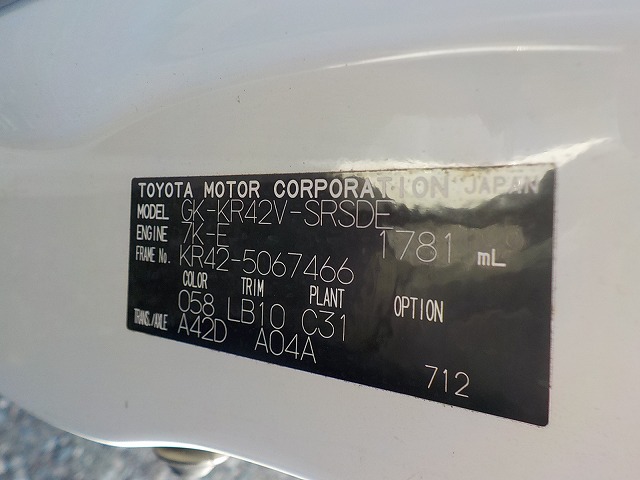 TOYOTA MOTOR CORPORATION JAPAN
MODEL GK-KR42V-SRSDE
ENGINE 7K-E 1781 mL
FRAME No. KR42-5067466
COLOR TRIM PLANT OPTION
058 LB10 C31
TRANS./AXLE A42D A04A
712